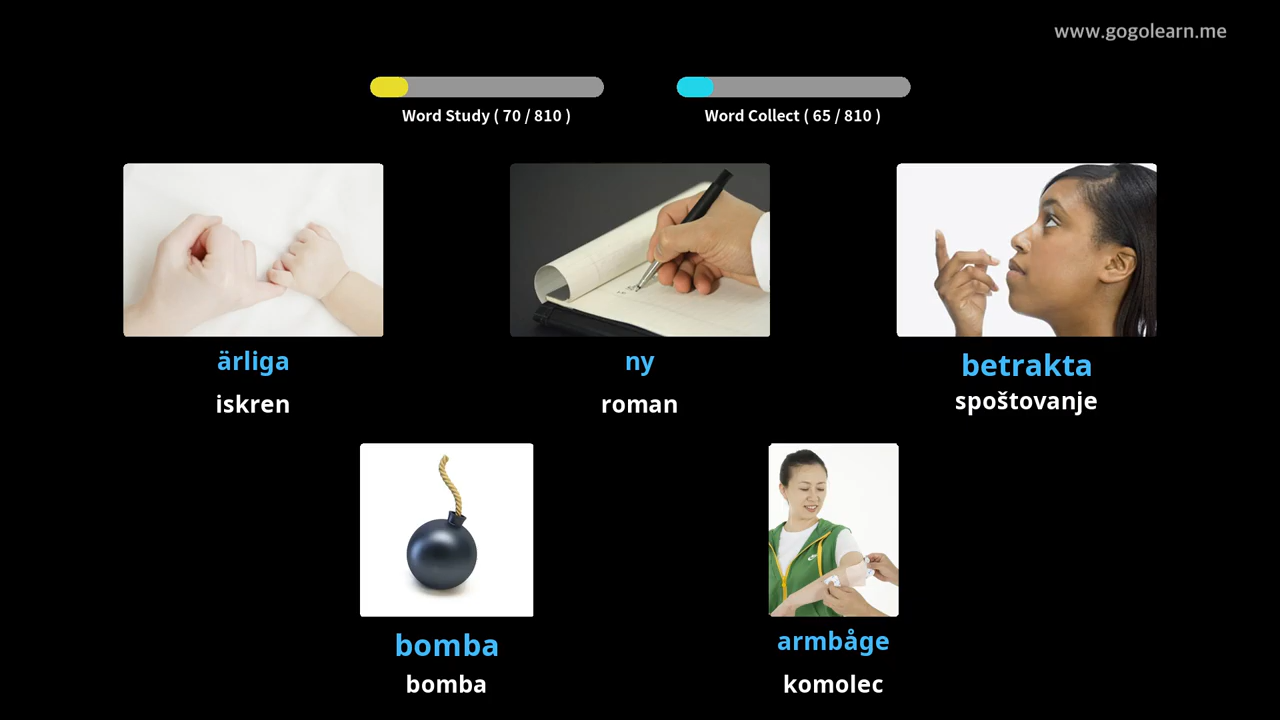 www.gogolearn.me
Word Study ( 70 / 810 )
Word Collect ( 65 / 810 )
ärliga
iskren
ny
roman
betrakta
spoštovanje
bomba
bomba
armbåge
komolec